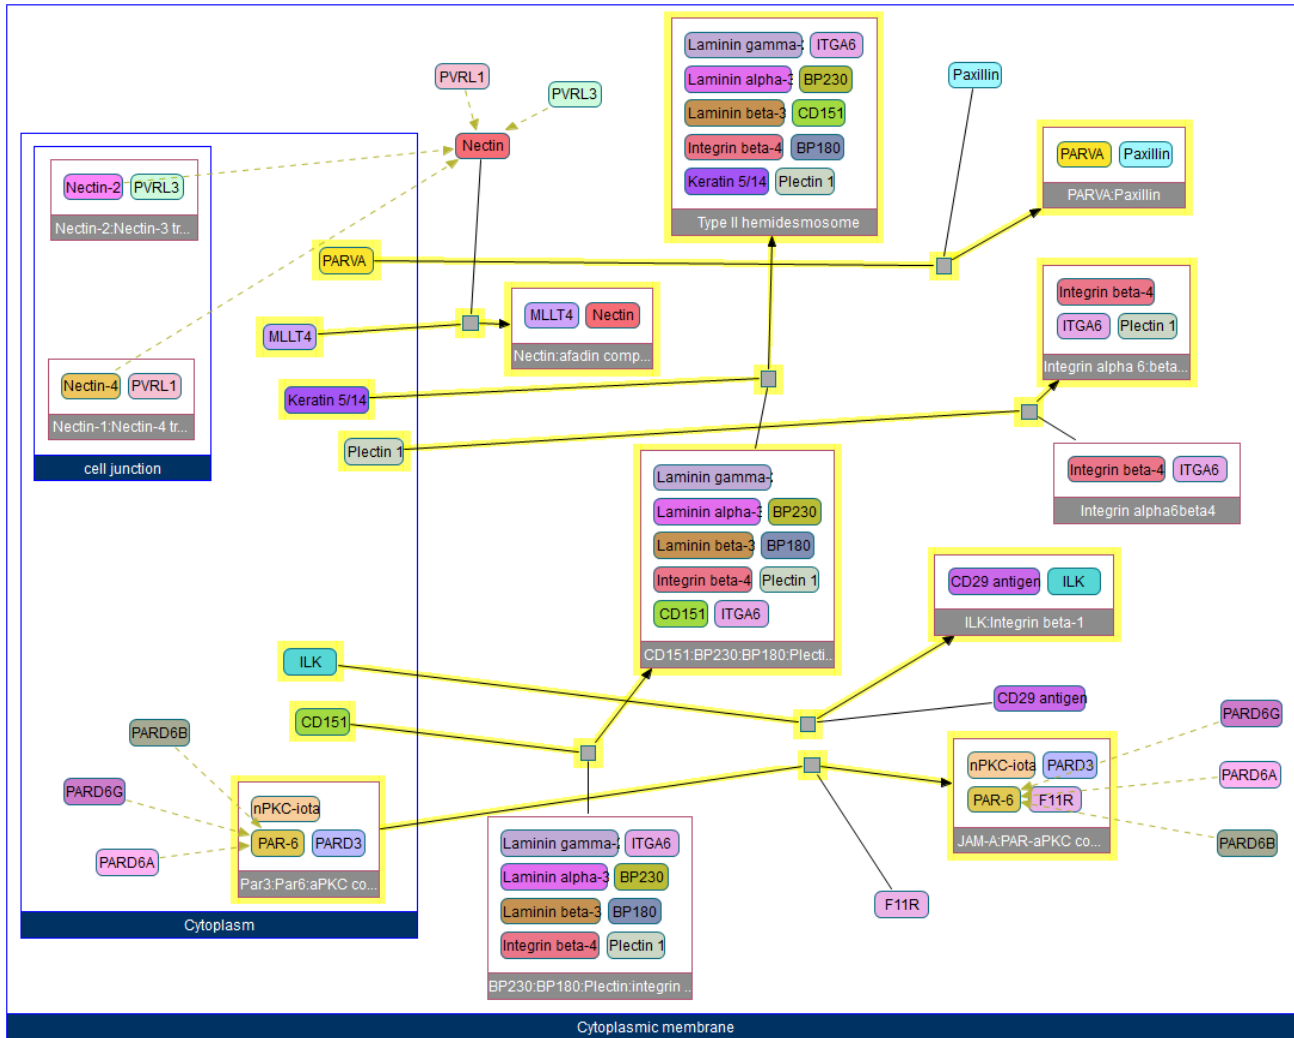 Laminin gamma-2
ITGA6
Laminin alpha-3
BP230
Laminin beta-3
CD151
Integrin beta-4
BP180
Keratin 5/14
Plectin 1
Type II hemidesmosome
PVRL1
PVRL3
Nectin
Paxillin
PARVA
Paxillin
PARVA:Paxillin
Nectin-2
PVRL3
Nectin-2:Nectin-3 tr...
PARVA
MLLT4
MLLT4
Nectin
Nectin:afadin comp...
Integrin beta-4
ITGA6
Plectin 1
Integrin alpha 6:beta...
Nectin-4
PVRL1
Nectin-1:Nectin-4 tr...
cell junction
Keratin 5/14
Plectin 1
Integrin beta-4
ITGA6
Integrin alpha6beta4
Laminin gamma-
Laminin alpha-3
BP230
Laminin beta-3
BP180
Integrin beta-4
Plectin 1
CD151
ITGA6
CD151:BP230:BP180:Plecti...
CD29 antigen
ILK
ILK:Integrin beta-1
ILK
CD151
CD29 antigen
PARD6B
PARD6G
PARD6A
nPKC-iota
PAR-6
PARD3
Par3:Par6:aPKC co...
nPKC-iota
PARD3
PAR-6
F11R
JAM-A:PAR-aPKC co...
PARD6G
PARD6A
PARD6B
F11R
Laminin gamma-2
ITGA6
Laminin alpha-3
BP230
Laminin beta-3
BP180
Integrin beta-4
Plectin 1
BP230:BP180:Plectin:integrin ..
Cytoplasm
Cytoplasmic membrane